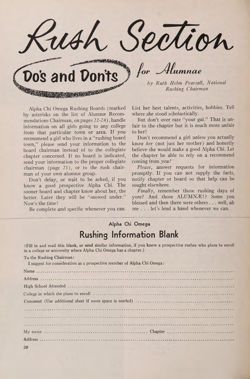 Rush Section
Do's and Don'ts
for Alumnae
by Ruth Helen Pearsall, National
Rushing Chairman
Alpha Chi Omega Rushing Boards (marked
by asterisks on the list of Alumnae Recom-
mendations Chairman, on pages 22-24), handle
information on all girls going to any college
from that particular town or area. If you
recommend a girl who lives in a "rushing board
town," please send your information to the
board chairman instead of to the collegiate
chapter concerned. If no board is indicated,
send your information to the proper collegiate
chairman (page 21), or to the rush chair-
man of your own alumnae group.
Don't delay, or wait to be asked, if you
know a good prospective Alpha Chi. The
sooner board and chapter know about her, the
better. Later they will be "snowed under."
Now's the time!
Be complete and specific whenever you can.
List her best talents, activities, hobbies. Tell
where she stood scholastically.
But don't over-rate "your gal." That is un-
fair to the chapter but it is much more unfair
to her!
Don't recommend a girl unless you actually
know her (not just her mother) and honestly
believe she would make a good Alpha Chi. Let
the chapter be able to rely on a recommend
coming from you!
Please, answer requests for information
promptly. If you can not supply the facts,
notify chapter or board so that help can be
sought elsewhere.
Finally, remember those rushing days of
yore? And those ALUMNÆ! Some you
blessed and then there were others . . . well, ah
. . . let's lend a hand whenever we can.
Alpha Chi Omega
Rushing Information Blank
(Fill in and send this blank, or send similar information, if you know a prospective rushee who plans to enroll
in a college or university where Alpha Chi Omega has a chapter.)
To the Rushing Chairman:
I suggest for consideration as a prospective member of Alpha Chi Omega:
Name
Address
High School Attended
College in which she plans to enroll
Comment (Use additional sheet if more space is needed)
My name
Chapter
Address
20